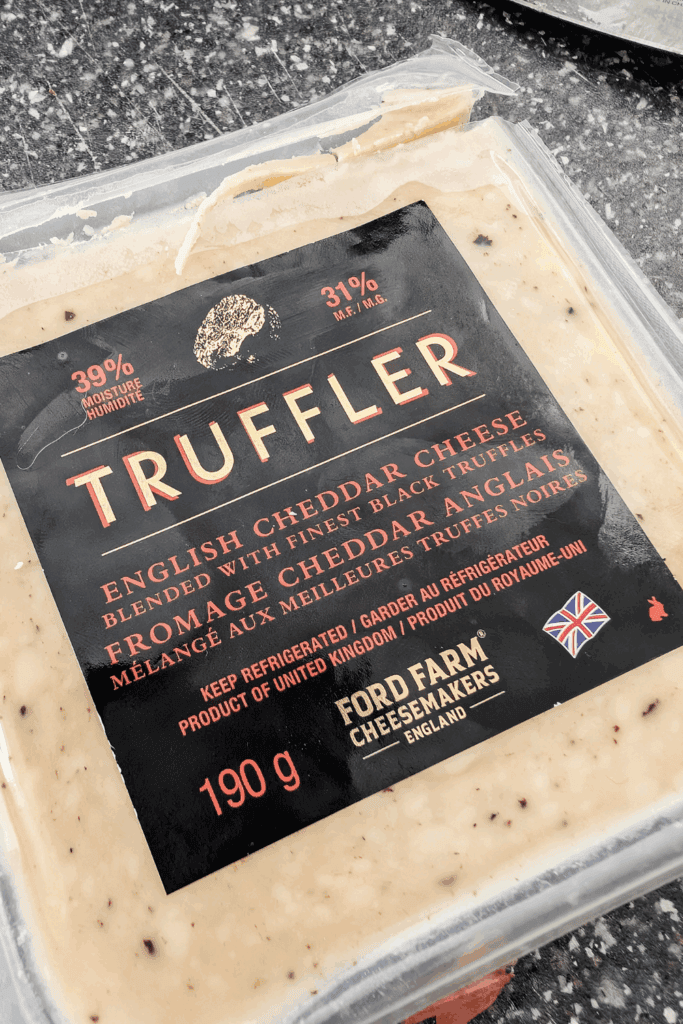 39%
MOISTURE
HUMIDITÉ
31%
M.F. / M.G.
TRUFFLER
ENGLISH CHEDDAR CHEESE
BLENDED WITH FINEST BLACK TRUFFLES
FROMAGE CHEDDAR ANGLAIS
MÉLANGÉ AUX MEILLEURES TRUFFES NOIRES
KEEP REFRIGERATED / GARDER AU RÉFRIGÉRATEUR
PRODUCT OF UNITED KINGDOM / PRODUIT DU ROYAUME-UNI
FORD FARM®
CHEESEMAKERS
ENGLAND
190 g